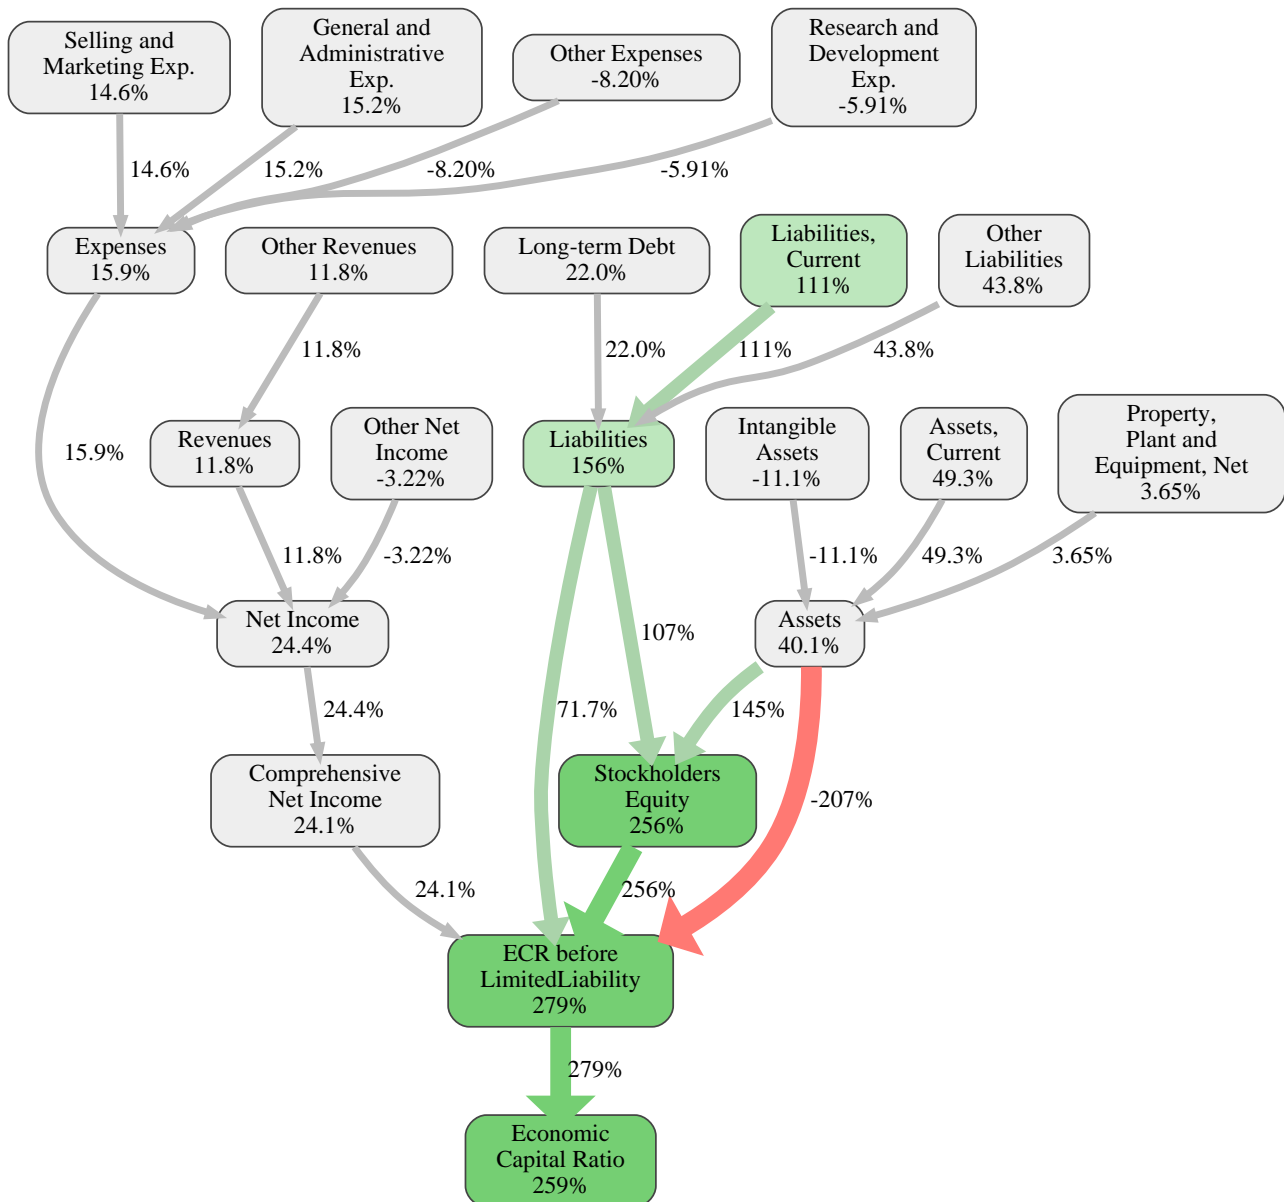 Selling and
Marketing Exp.
14.6%
General and
Administrative
Exp.
15.2%
Other Expenses
-8.20%
Research and
Development
Exp.
-5.91%
14.6%
15.2%
-8.20%
-5.91%
Expenses
15.9%
Other Revenues
11.8%
Long-term Debt
22.0%
Liabilities,
Current
111%
Other
Liabilities
43.8%
11.8%
22.0%
111%
43.8%
15.9%
Revenues
11.8%
Other Net
Income
-3.22%
Liabilities
156%
Intangible
Assets
-11.1%
Assets,
Current
49.3%
Property,
Plant and
Equipment, Net
3.65%
11.8%
-3.22%
-11.1%
49.3%
3.65%
Net Income
24.4%
107%
Assets
40.1%
24.4%
71.7%
145%
-207%
Comprehensive
Net Income
24.1%
Stockholders
Equity
256%
24.1%
256%
ECR before
LimitedLiability
279%
279%
Economic
Capital Ratio
259%